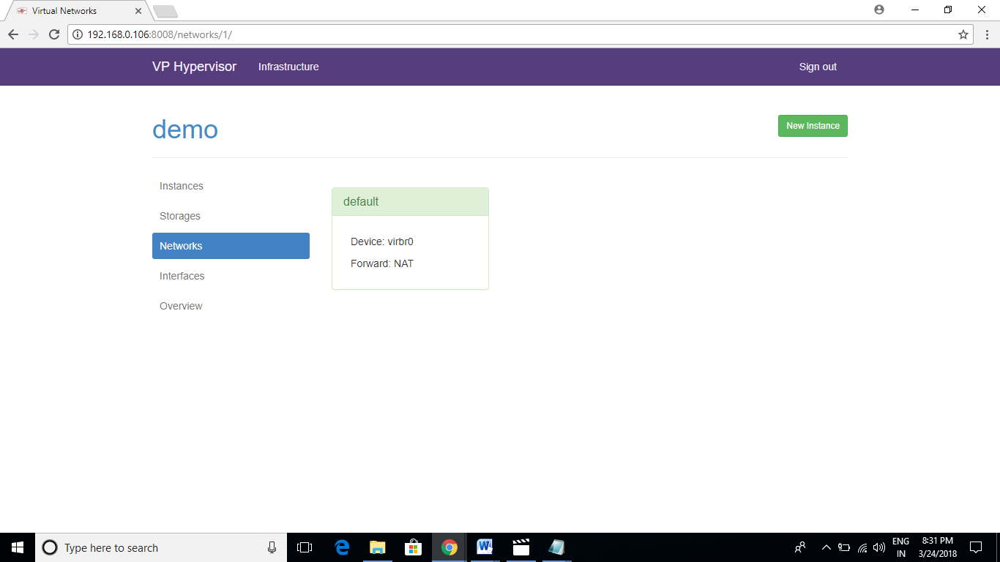 Virtual Networks
192.168.0.106:8008/networks/1/
VP Hypervisor Infrastructure Sign out
demo
New Instance
Instances
Storages
Networks
Interfaces
Overview
default
Device: virbr0
Forward: NAT
Type here to search
ENG
IN
8:31 PM
3/24/2018